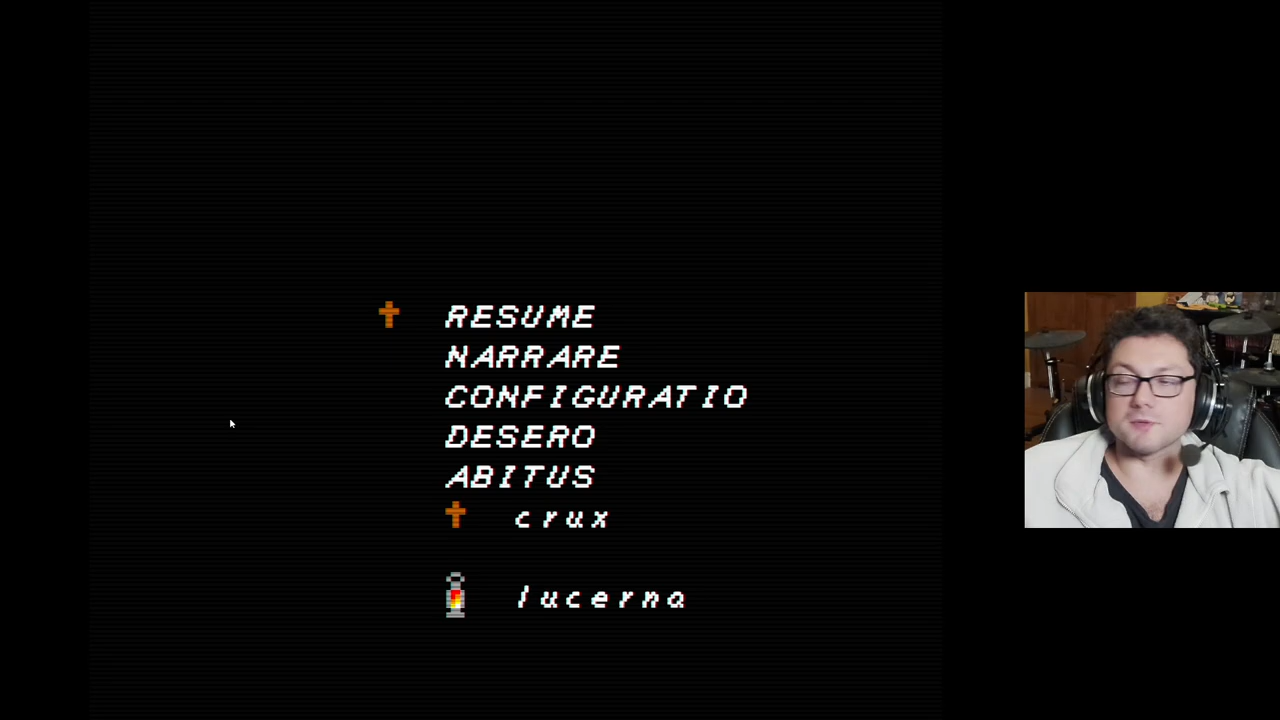 RESUME
NARRARE
CONFIGURATIO
DESERO
ABITUS
crux
lucerna